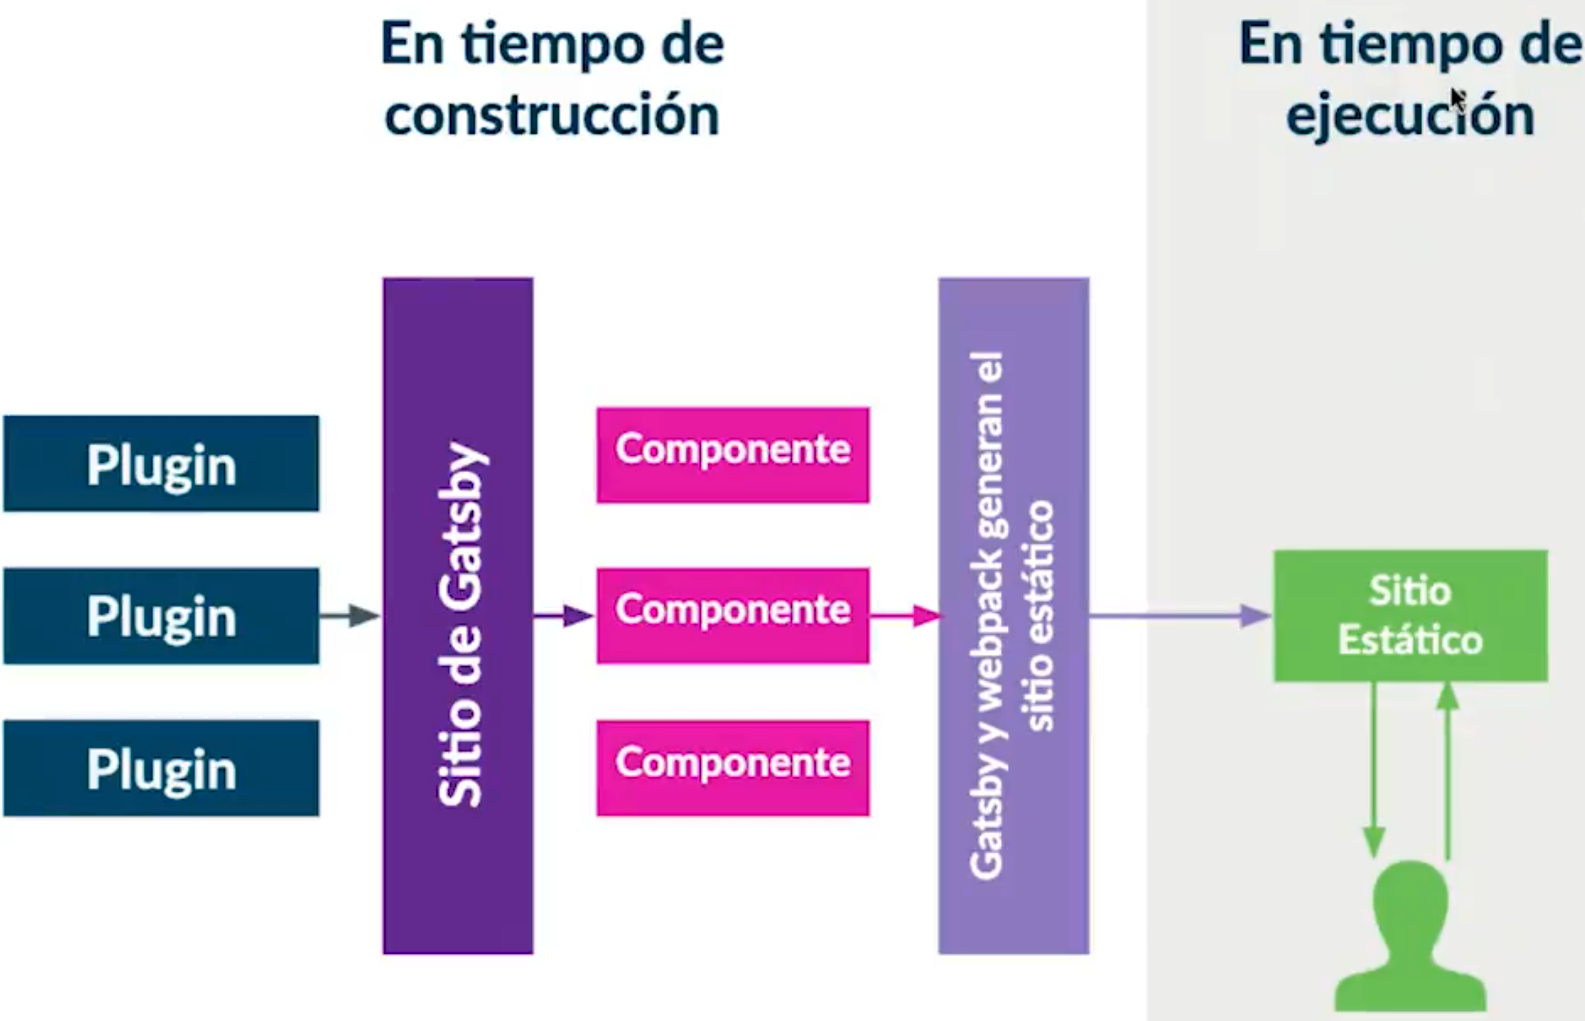 En tiempo de
construcción
En tiempo de
ejecución
Plugin
Plugin
Plugin
Sitio de Gatsby
Componente
Componente
Componente
Gatsby y webpack generan el
sitio estático
Sitio
Estático